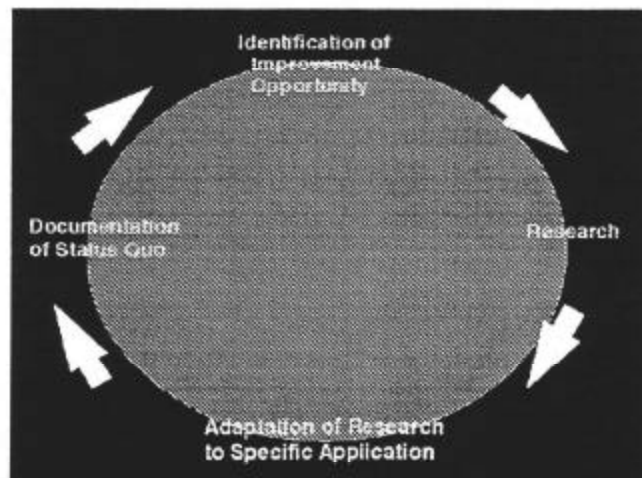 Identification of
Improvement
Opportunity
Research
Adaptation of Research
to Specific Application
Documentation
of Status Quo